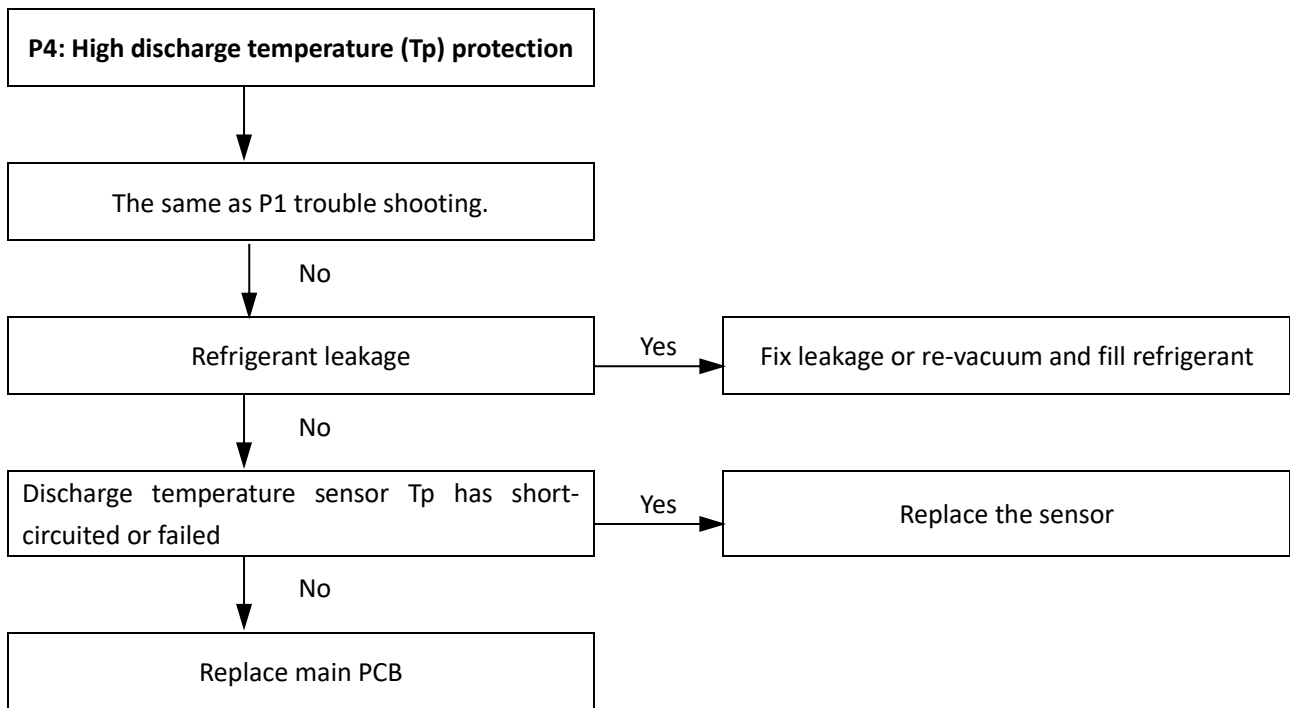 P4: High discharge temperature (Tp) protection
The same as P1 trouble shooting.
No
Refrigerant leakage
Yes
Fix leakage or re-vacuum and fill refrigerant
No
Discharge temperature sensor Tp has short-
circuited or failed
Yes
Replace the sensor
No
Replace main PCB